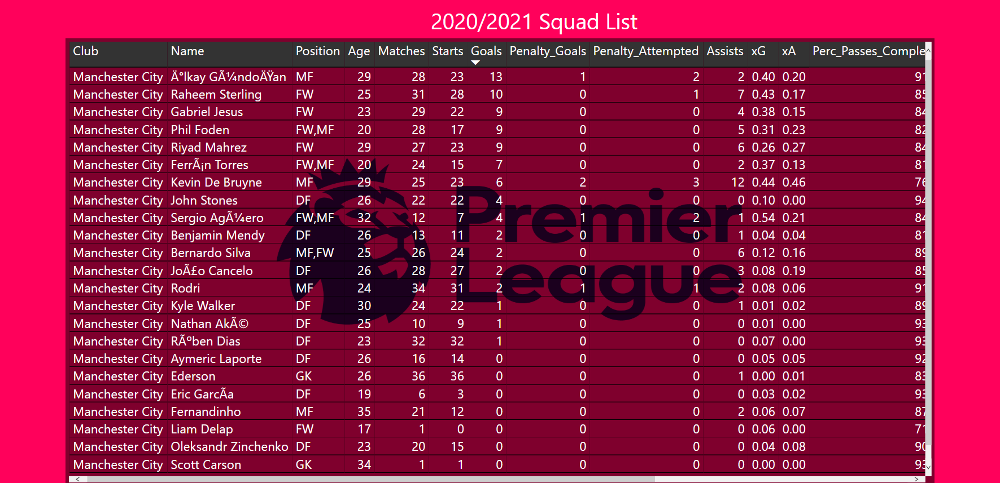 2020/2021 Squad List
Club Name Position Age Matches Starts Goals Penalty_Goals Penalty_Attempted Assists xG xA Perc_Passes_Comple
Manchester City Ä°lkay GÃ¼ndoÄŸan MF 29 28 23 13 1 2 2 0.40 0.20 91
Manchester City Raheem Sterling FW 25 31 28 10 0 1 7 0.43 0.17 85
Manchester City Gabriel Jesus FW 23 29 22 9 0 0 4 0.38 0.15 84
Manchester City Phil Foden FW,MF 20 28 17 9 0 0 5 0.31 0.23 82
Manchester City Riyad Mahrez FW 29 27 23 9 0 0 6 0.26 0.27 84
Manchester City FerrÃ¡n Torres FW,MF 20 24 15 7 0 0 2 0.37 0.13 81
Manchester City Kevin De Bruyne MF 29 25 23 6 2 3 12 0.44 0.46 76
Manchester City John Stones DF 26 22 22 4 0 0 0 0.10 0.00 94
Manchester City Sergio AgÃ¼ero FW,MF 32 12 7 4 1 2 1 0.54 0.21 84
Manchester City Benjamin Mendy DF 26 13 11 2 0 0 1 0.04 0.04 81
Manchester City Bernardo Silva MF,FW 25 26 24 2 0 0 6 0.12 0.16 89
Manchester City JoÃ£o Cancelo DF 26 28 27 2 0 0 3 0.08 0.19 85
Manchester City Rodri MF 24 34 31 2 1 1 2 0.08 0.06 91
Manchester City Kyle Walker DF 30 24 22 1 0 0 1 0.01 0.02 89
Manchester City Nathan AkÃ© DF 25 10 9 1 0 0 0 0.01 0.00 93
Manchester City RÃºben Dias DF 23 32 32 1 0 0 0 0.07 0.00 93
Manchester City Aymeric Laporte DF 26 16 14 0 0 0 0 0.05 0.05 92
Manchester City Ederson GK 26 36 36 0 0 0 1 0.00 0.01 83
Manchester City Eric GarcÃ­a DF 19 6 3 0 0 0 0 0.03 0.02 93
Manchester City Fernandinho MF 35 21 12 0 0 0 2 0.06 0.07 87
Manchester City Liam Delap FW 17 1 0 0 0 0 0 0.06 0.00 71
Manchester City Oleksandr Zinchenko DF 23 20 15 0 0 0 0 0.04 0.08 90
Manchester City Scott Carson GK 34 1 1 0 0 0 0 0.00 0.00 93
Premier
League